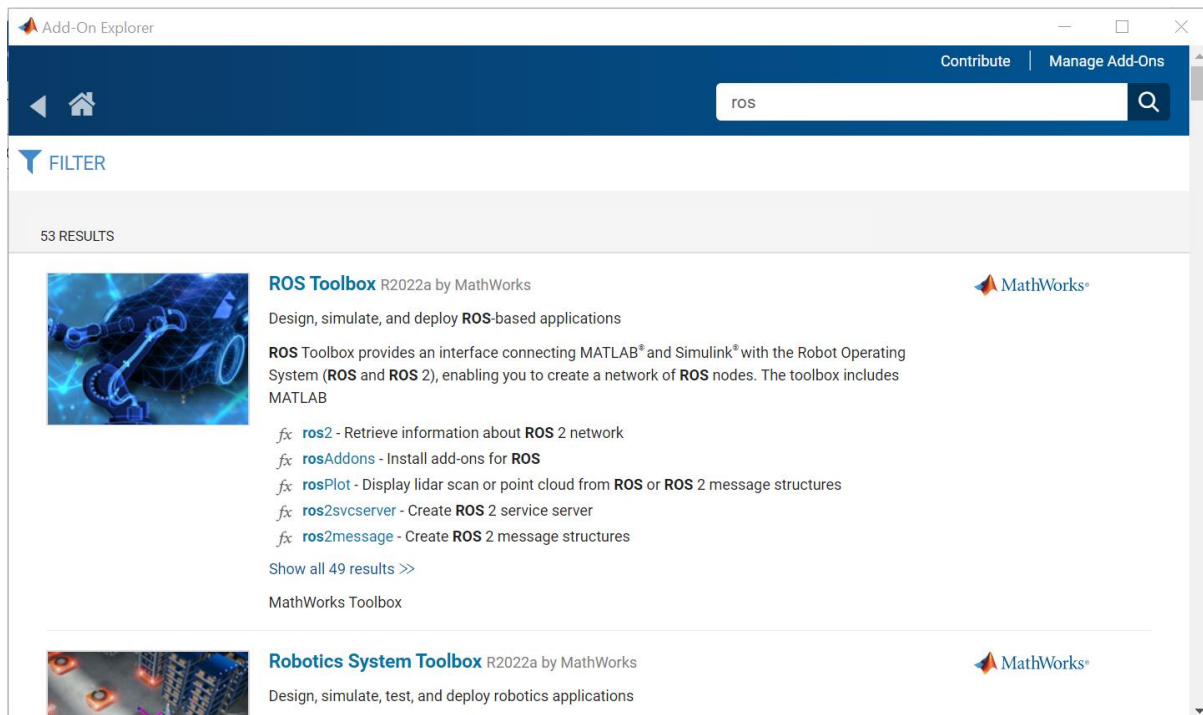 Add-On Explorer
Contribute
Manage Add-Ons
ros
FILTER
53 RESULTS
ROS Toolbox R2022a by MathWorks
MathWorks®
Design, simulate, and deploy ROS-based applications
ROS Toolbox provides an interface connecting MATLAB® and Simulink® with the Robot Operating
System (ROS and ROS 2), enabling you to create a network of ROS nodes. The toolbox includes
MATLAB
fx ros2 - Retrieve information about ROS 2 network
fx rosAddons - Install add-ons for ROS
fx rosPlot - Display lidar scan or point cloud from ROS or ROS 2 message structures
fx ros2svcserver - Create ROS 2 service server
fx ros2message - Create ROS 2 message structures
Show all 49 results >>
MathWorks Toolbox
Robotics System Toolbox R2022a by MathWorks
MathWorks®
Design, simulate, test, and deploy robotics applications